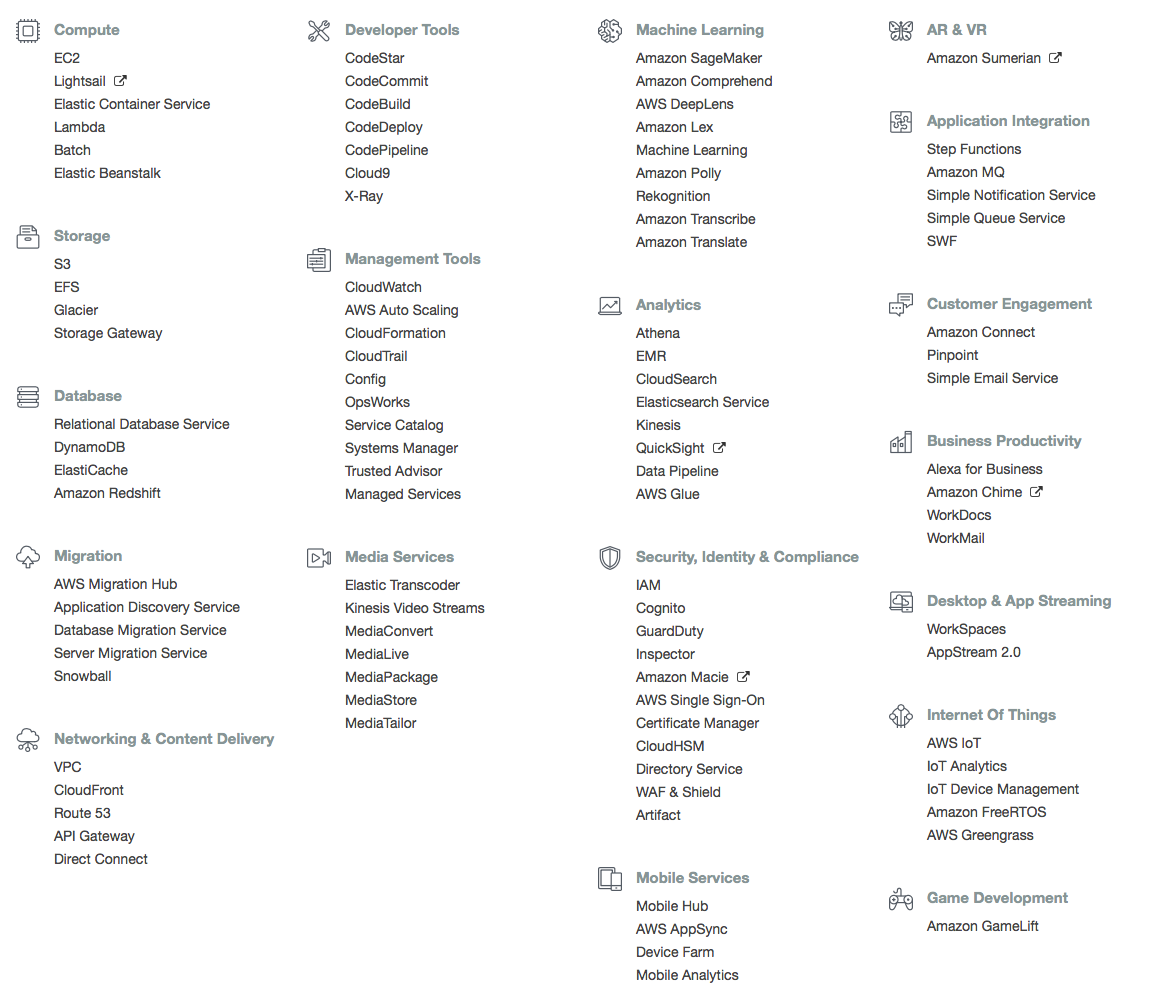 Compute
EC2
Lightsail
Elastic Container Service
Lambda
Batch
Elastic Beanstalk
Storage
S3
EFS
Glacier
Storage Gateway
Database
Relational Database Service
DynamoDB
ElastiCache
Amazon Redshift
Migration
AWS Migration Hub
Application Discovery Service
Database Migration Service
Server Migration Service
Snowball
Networking & Content Delivery
VPC
CloudFront
Route 53
API Gateway
Direct Connect
Developer Tools
CodeStar
CodeCommit
CodeBuild
CodeDeploy
CodePipeline
Cloud9
X-Ray
Management Tools
CloudWatch
AWS Auto Scaling
CloudFormation
CloudTrail
Config
OpsWorks
Service Catalog
Systems Manager
Trusted Advisor
Managed Services
Media Services
Elastic Transcoder
Kinesis Video Streams
MediaConvert
MediaLive
MediaPackage
MediaStore
MediaTailor
Machine Learning
Amazon SageMaker
Amazon Comprehend
AWS DeepLens
Amazon Lex
Machine Learning
Amazon Polly
Rekognition
Amazon Transcribe
Amazon Translate
Analytics
Athena
EMR
CloudSearch
Elasticsearch Service
Kinesis
QuickSight
Data Pipeline
AWS Glue
Security, Identity & Compliance
IAM
Cognito
GuardDuty
Inspector
Amazon Macie
AWS Single Sign-On
Certificate Manager
CloudHSM
Directory Service
WAF & Shield
Artifact
Mobile Services
Mobile Hub
AWS AppSync
Device Farm
Mobile Analytics
AR & VR
Amazon Sumerian
Application Integration
Step Functions
Amazon MQ
Simple Notification Service
Simple Queue Service
SWF
Customer Engagement
Amazon Connect
Pinpoint
Simple Email Service
Business Productivity
Alexa for Business
Amazon Chime
WorkDocs
WorkMail
Desktop & App Streaming
WorkSpaces
AppStream 2.0
Internet Of Things
AWS IoT
IoT Analytics
IoT Device Management
Amazon FreeRTOS
AWS Greengrass
Game Development
Amazon GameLift